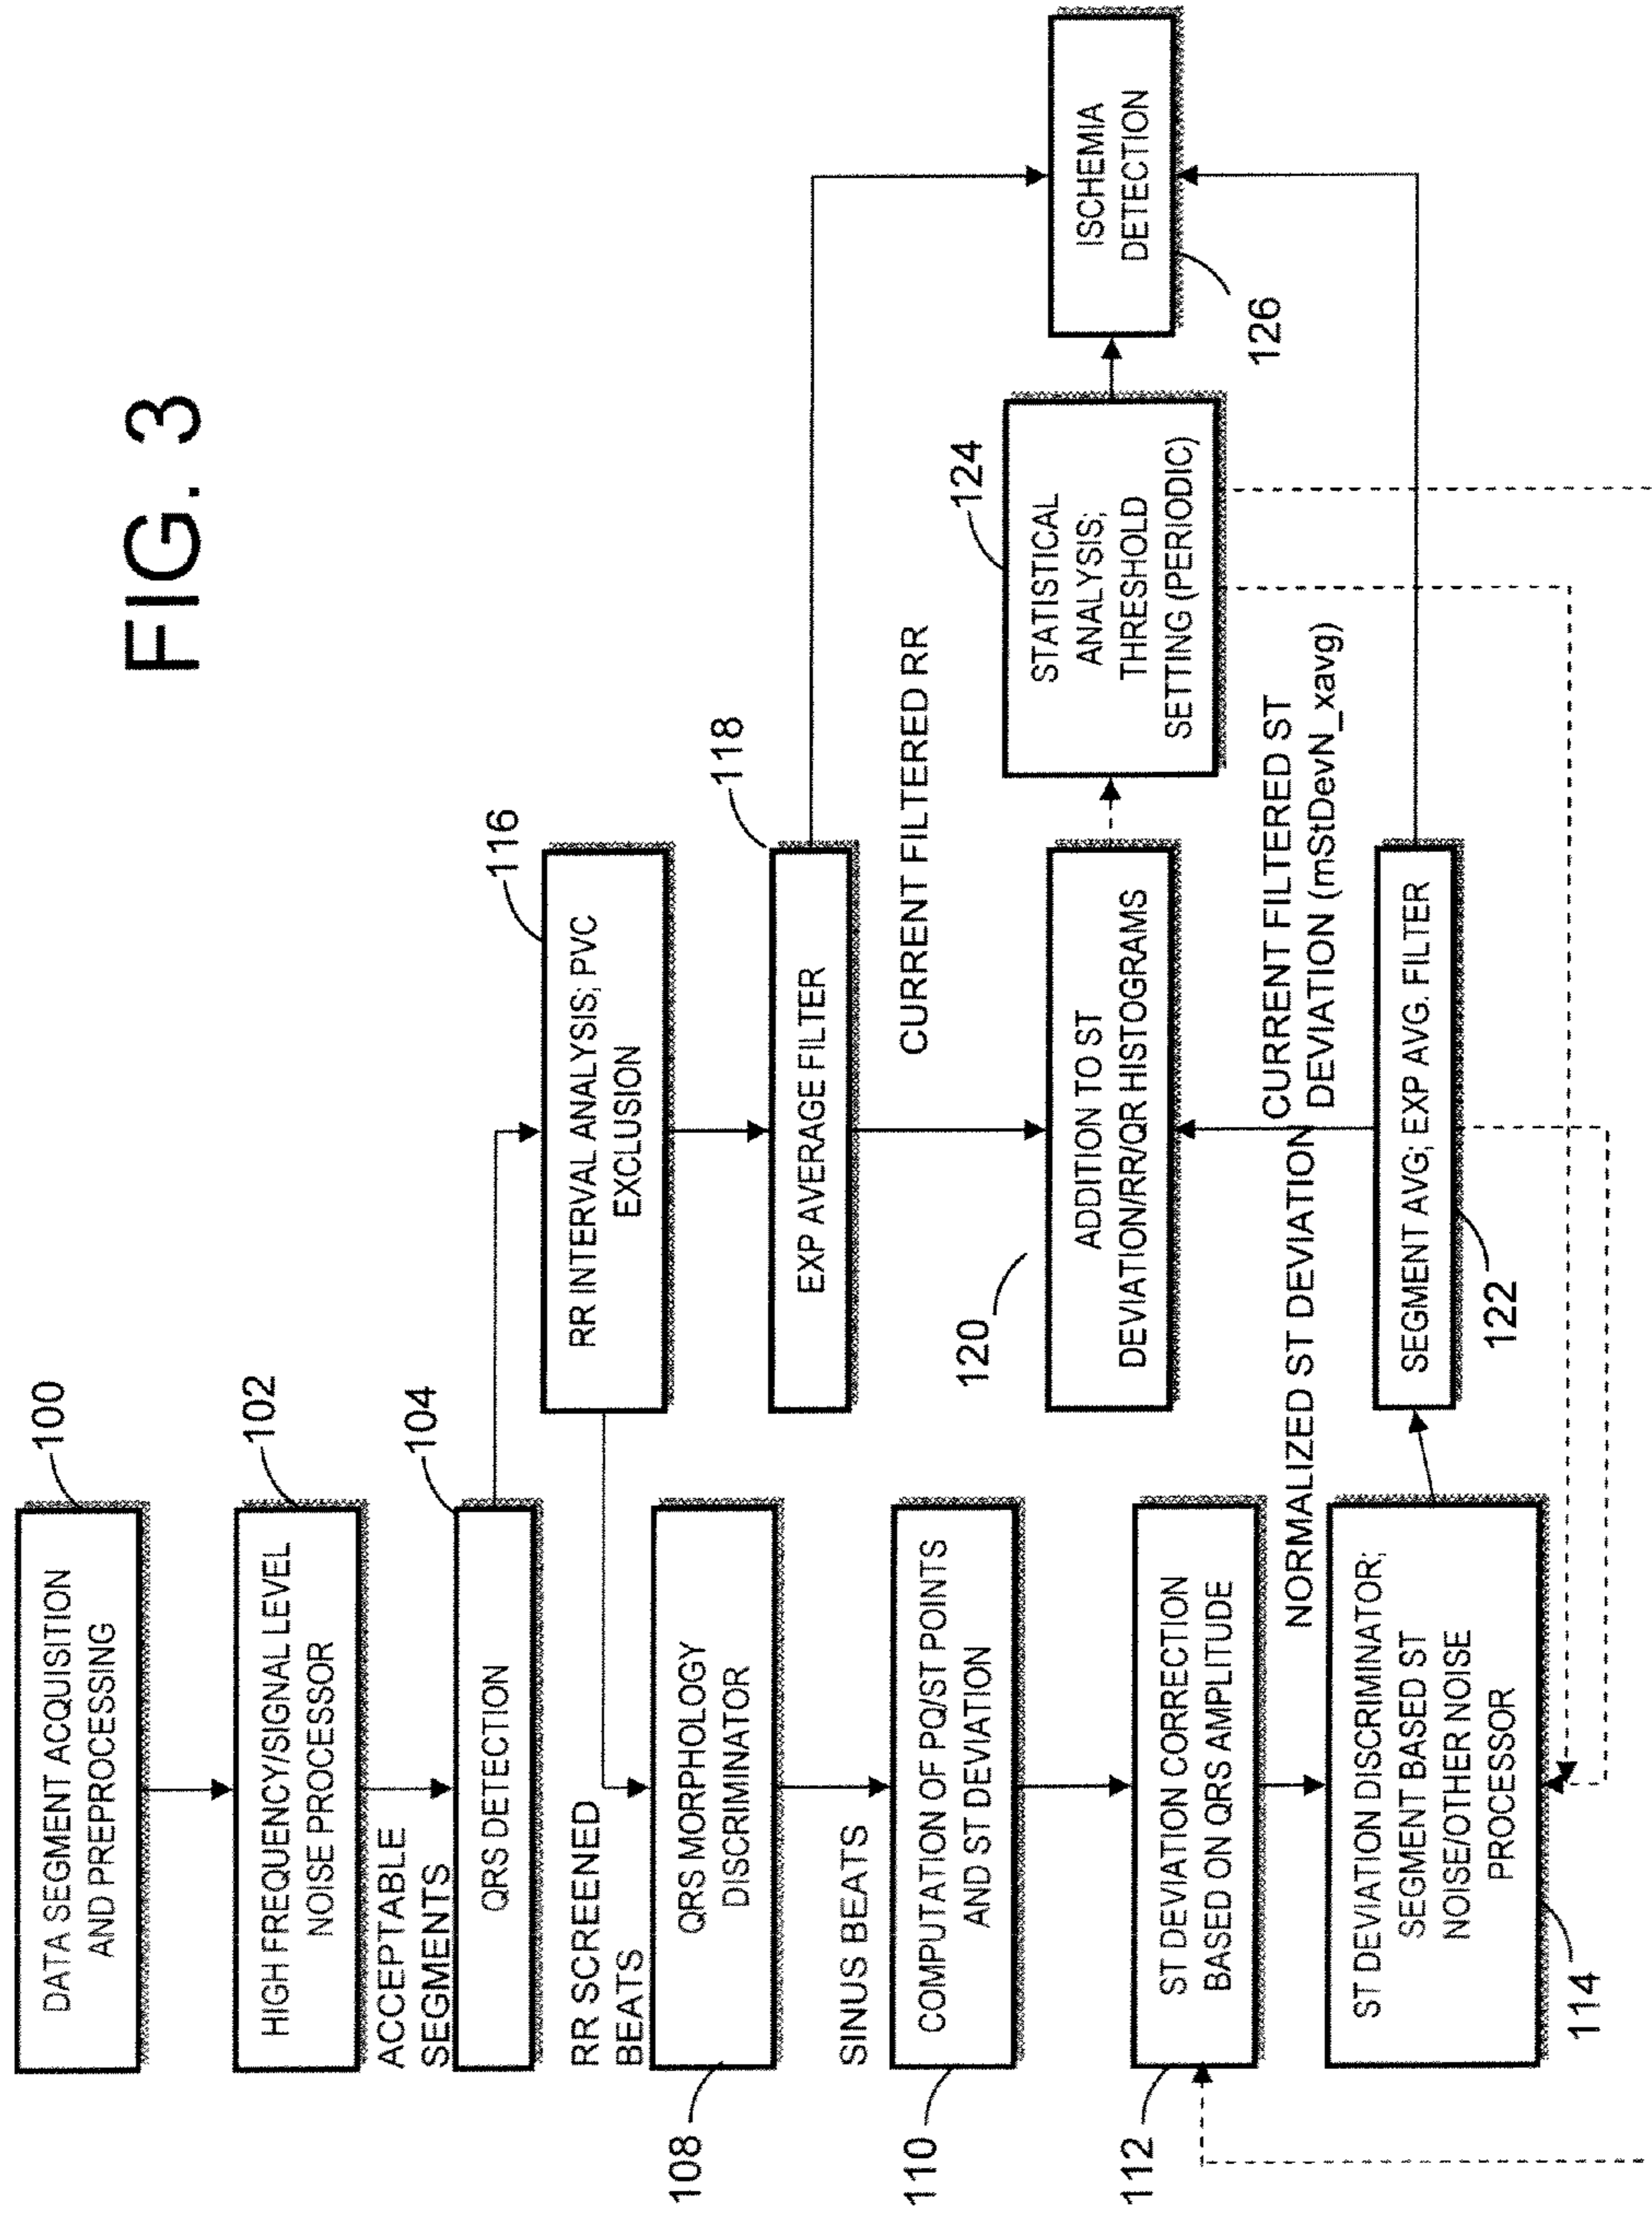 FIG. 3
100
DATA SEGMENT ACQUISITION
AND PREPROCESSING
102
HIGH FREQUENCY/SIGNAL LEVEL
NOISE PROCESSOR
ACCEPTABLE
SEGMENTS
104
QRS DETECTION
116
RR INTERVAL ANALYSIS; PVC
EXCLUSION
RR SCREENED
BEATS
108
QRS MORPHOLOGY
DISCRIMINATOR
118
EXP AVERAGE FILTER
SINUS BEATS
CURRENT FILTERED RR
110
COMPUTATION OF PQ/ST POINTS
AND ST DEVIATION
120
ADDITION TO ST
DEVIATION/RR/QR HISTOGRAMS
124
STATISTICAL
ANALYSIS;
THRESHOLD
SETTING (PERIODIC)
ISCHEMIA
DETECTION
126
112
ST DEVIATION CORRECTION
BASED ON QRS AMPLITUDE
NORMALIZED ST DEVIATION
CURRENT FILTERED ST
DEVIATION (mStDevN_xavg)
114
ST DEVIATION DISCRIMINATOR;
SEGMENT BASED ST
NOISE/OTHER NOISE
PROCESSOR
SEGMENT AVG; EXP AVG. FILTER
122